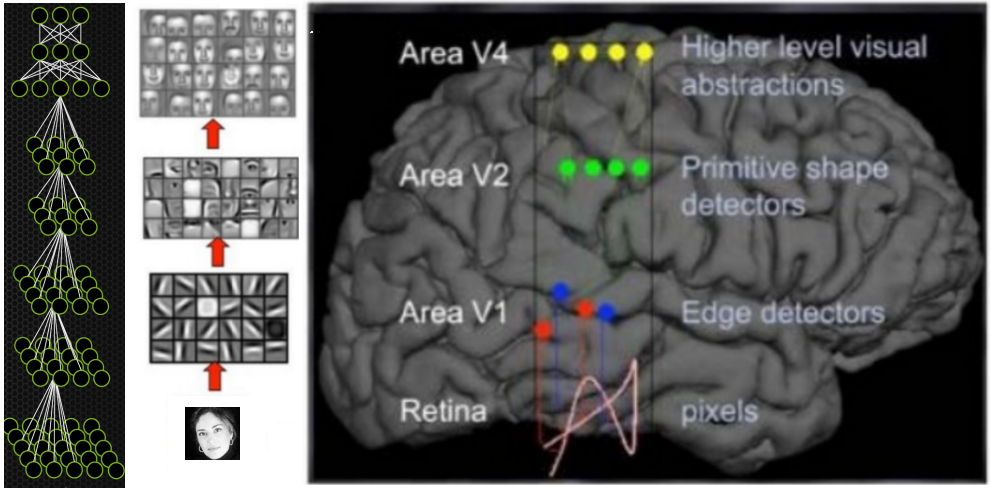 Area V4
Higher level visual
abstractions
Area V2
Primitive shape
detectors
Area V1
Edge detectors
Retina
pixels